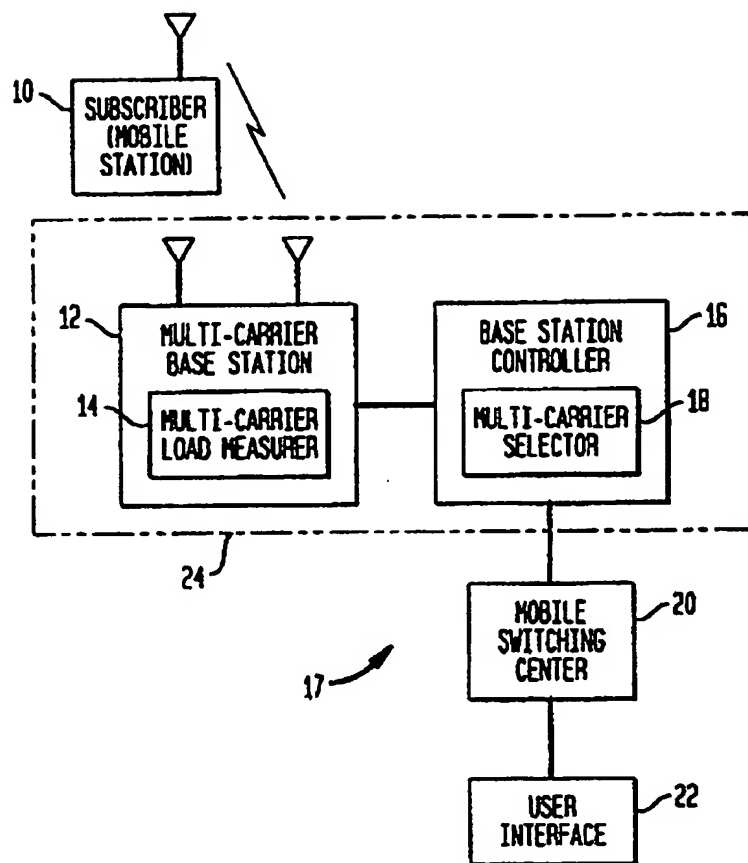 10
SUBSCRIBER
(MOBILE
STATION)
12
MULTI-CARRIER
BASE STATION
14
MULTI-CARRIER
LOAD MEASURER
BASE STATION
CONTROLLER
16
MULTI-CARRIER
SELECTOR
18
24
MOBILE
SWITCHING
CENTER
20
17
USER
INTERFACE
22